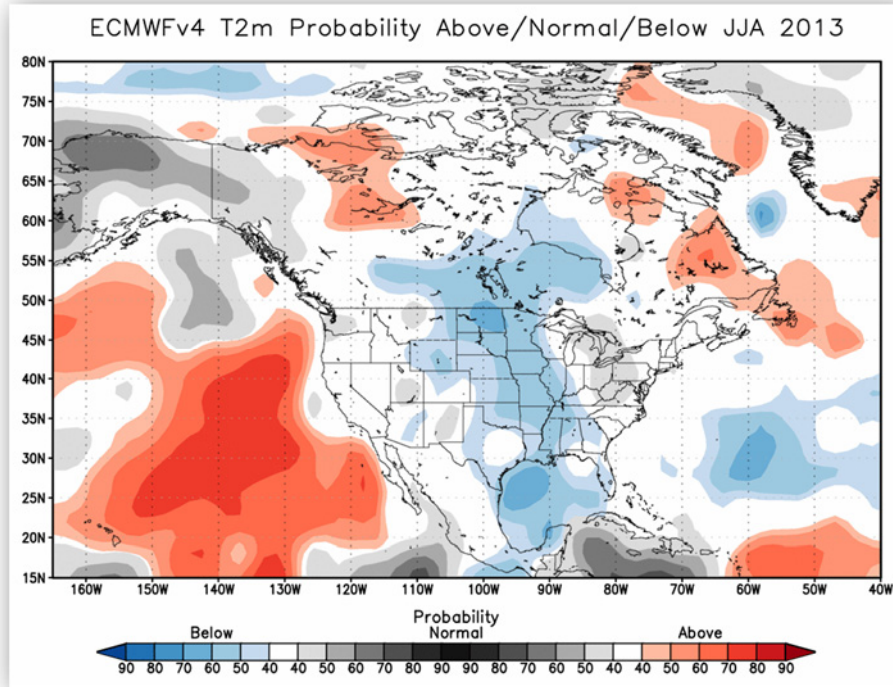 ECMWFv4 T2m Probability Above/Normal/Below JJA 2013
80N
75N
70N
65N
60N
55N
50N
45N
40N
35N
30N
25N
20N
15N
160W 150W 140W 130W 120W 110W 100W 90W 80W 70W 60W 50W 40W
Probability
Below Normal Above
90 80 70 60 50 40 40 50 60 70 80 90 90 80 70 60 50 40 40 50 60 70 80 90